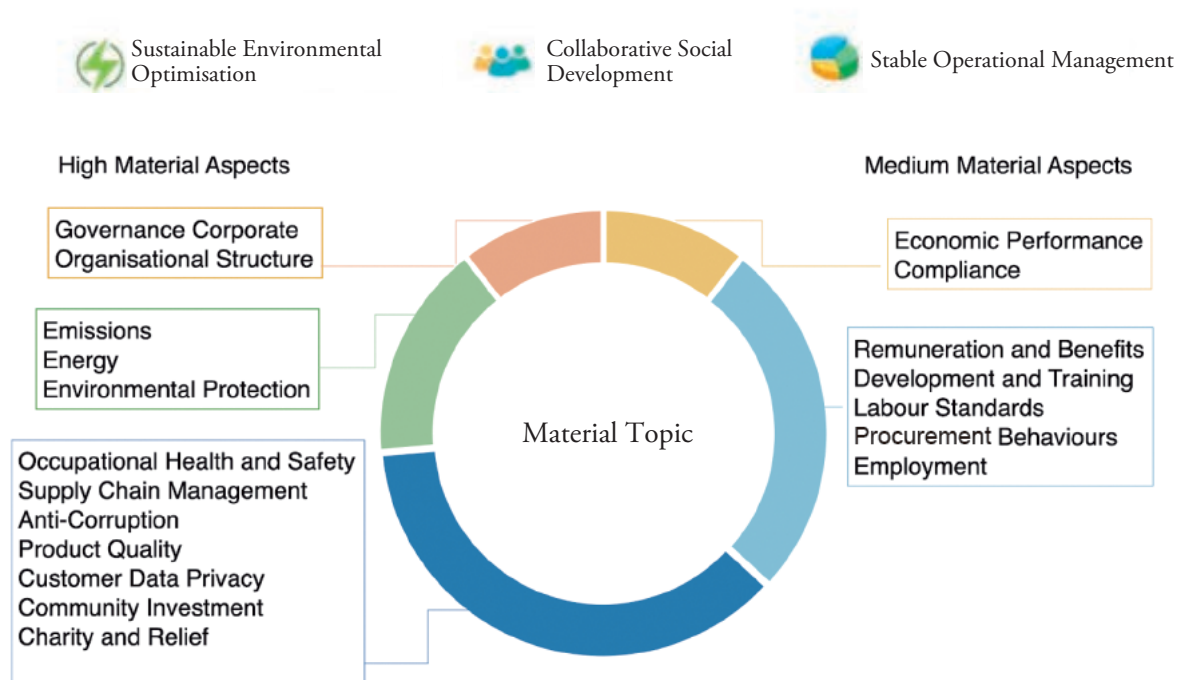 Sustainable Environmental
Optimisation
Collaborative Social
Development
Stable Operational Management
High Material Aspects
Medium Material Aspects
Governance Corporate
Organisational Structure
Economic Performance
Compliance
Emissions
Energy
Environmental Protection
Remuneration and Benefits
Development and Training
Labour Standards
Procurement Behaviours
Employment
Material Topic
Occupational Health and Safety
Supply Chain Management
Anti-Corruption
Product Quality
Customer Data Privacy
Community Investment
Charity and Relief